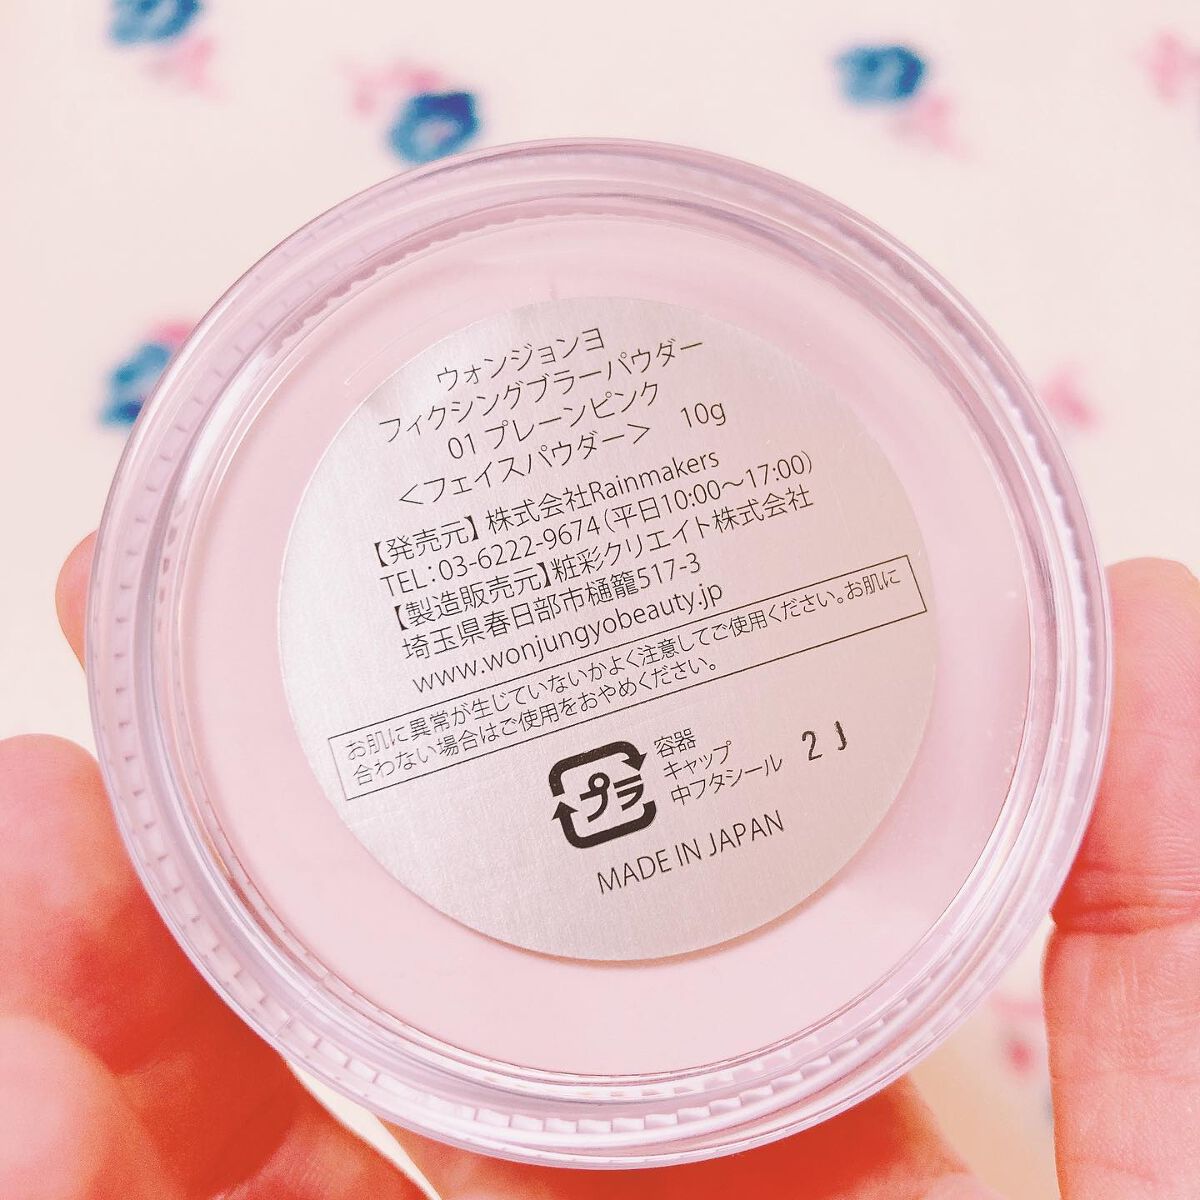 ウォンジョンヨ
フィクシングブラーパウダー
01 プレーンピンク
＜フェイスパウダー＞ 10g
【発売元】株式会社Rainmakers
TEL：03-6222-9674（平日10:00～17:00）
【製造販売元】粧彩クリエイト株式会社
埼玉県春日部市樋籠517-3
www.wonjungyobeauty.jp
お肌に異常が生じていないかよく注意してご使用ください。お肌に
合わない場合はご使用をおやめください。
プラ
容器
キャップ
中フタシール
2J
MADE IN JAPAN